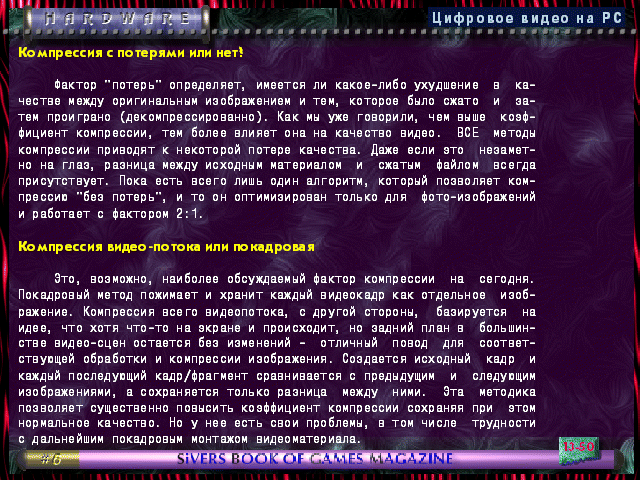 HARDWARE
Цифровое видео на PC
Компрессия с потерями или нет?
Фактор "потерь" определяет, имеется ли какое-либо ухудшение в ка-
честве между оригинальным изображением и тем, которое было сжато и за-
тем проиграно (декомпрессированно). Как мы уже говорили, чем выше коэф-
фициент компрессии, тем более влияет она на качество видео. ВСЕ методы
компрессии приводят к некоторой потере качества. Даже если это незамет-
но на глаз, разница между исходным материалом и сжатым файлом всегда
присутствует. Пока есть всего лишь один алгоритм, который позволяет ком-
прессию "без потерь", и то он оптимизирован только для фото-изображений
и работает с фактором 2:1.
Компрессия видео-потока или покадровая
Это, возможно, наиболее обсуждаемый фактор компрессии на сегодня.
Покадровый метод пожимает и хранит каждый видеокадр как отдельное изоб-
ражение. Компрессия всего видеопотока, с другой стороны, базируется на
идее, что хотя что-то на экране и происходит, но задний план в большин-
стве видео-сцен остается без изменений - отличный повод для соответ-
ствующей обработки и компрессии изображения. Создается исходный кадр и
каждый последующий кадр/фрагмент сравнивается с предыдущим и следующим
изображениями, а сохраняется только разница между ними. Эта методика
позволяет существенно повысить коэффициент компрессии сохраняя при этом
нормальное качество. Но у нее есть свои проблемы, в том числе трудности
с дальнейшим покадровым монтажом видеоматериала.
#6
SiVERS BOOK OF GAMES MAGAZINE